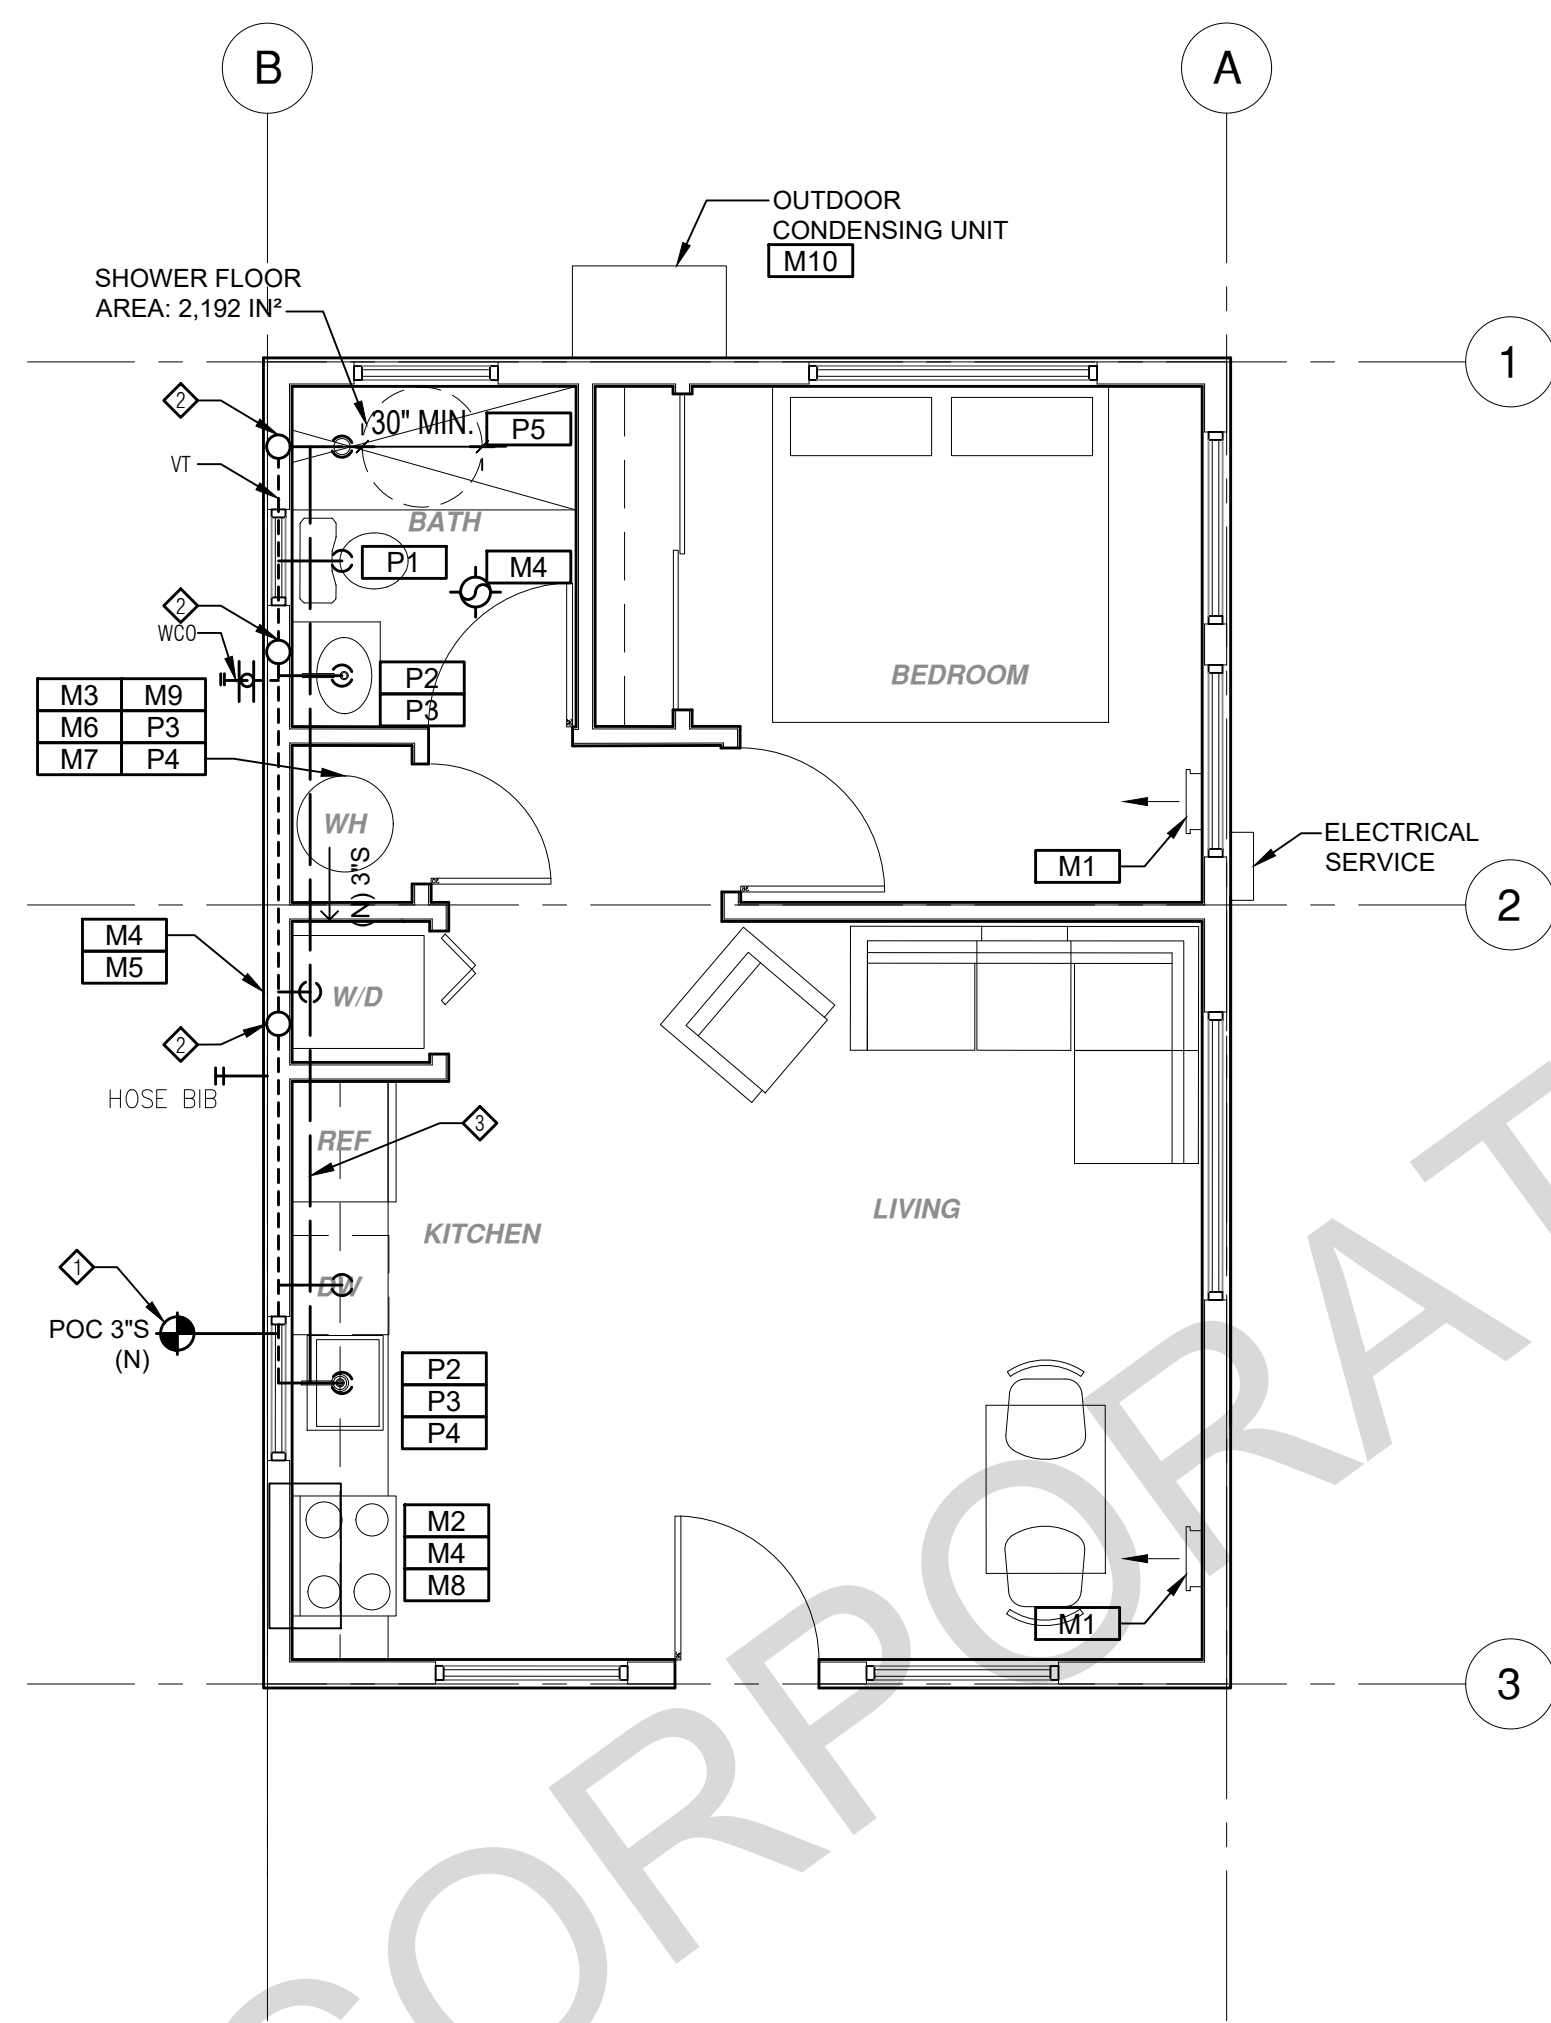 B
A
OUTDOOR
CONDENSING UNIT
M10
SHOWER FLOOR
AREA: 2,192 IN²
1
2
30" MIN.
P5
VT
BATH
P1
M4
2
WCO
BEDROOM
P2
P3
M3 M9
M6 P3
M7 P4
WH
(N) 3"S
M1
ELECTRICAL
SERVICE
2
M4
M5
W/D
2
HOSE BIB
REF
3
LIVING
KITCHEN
1
DW
POC 3"S
(N)
P2
P3
P4
M2
M4
M8
M1
3
CORPORAT